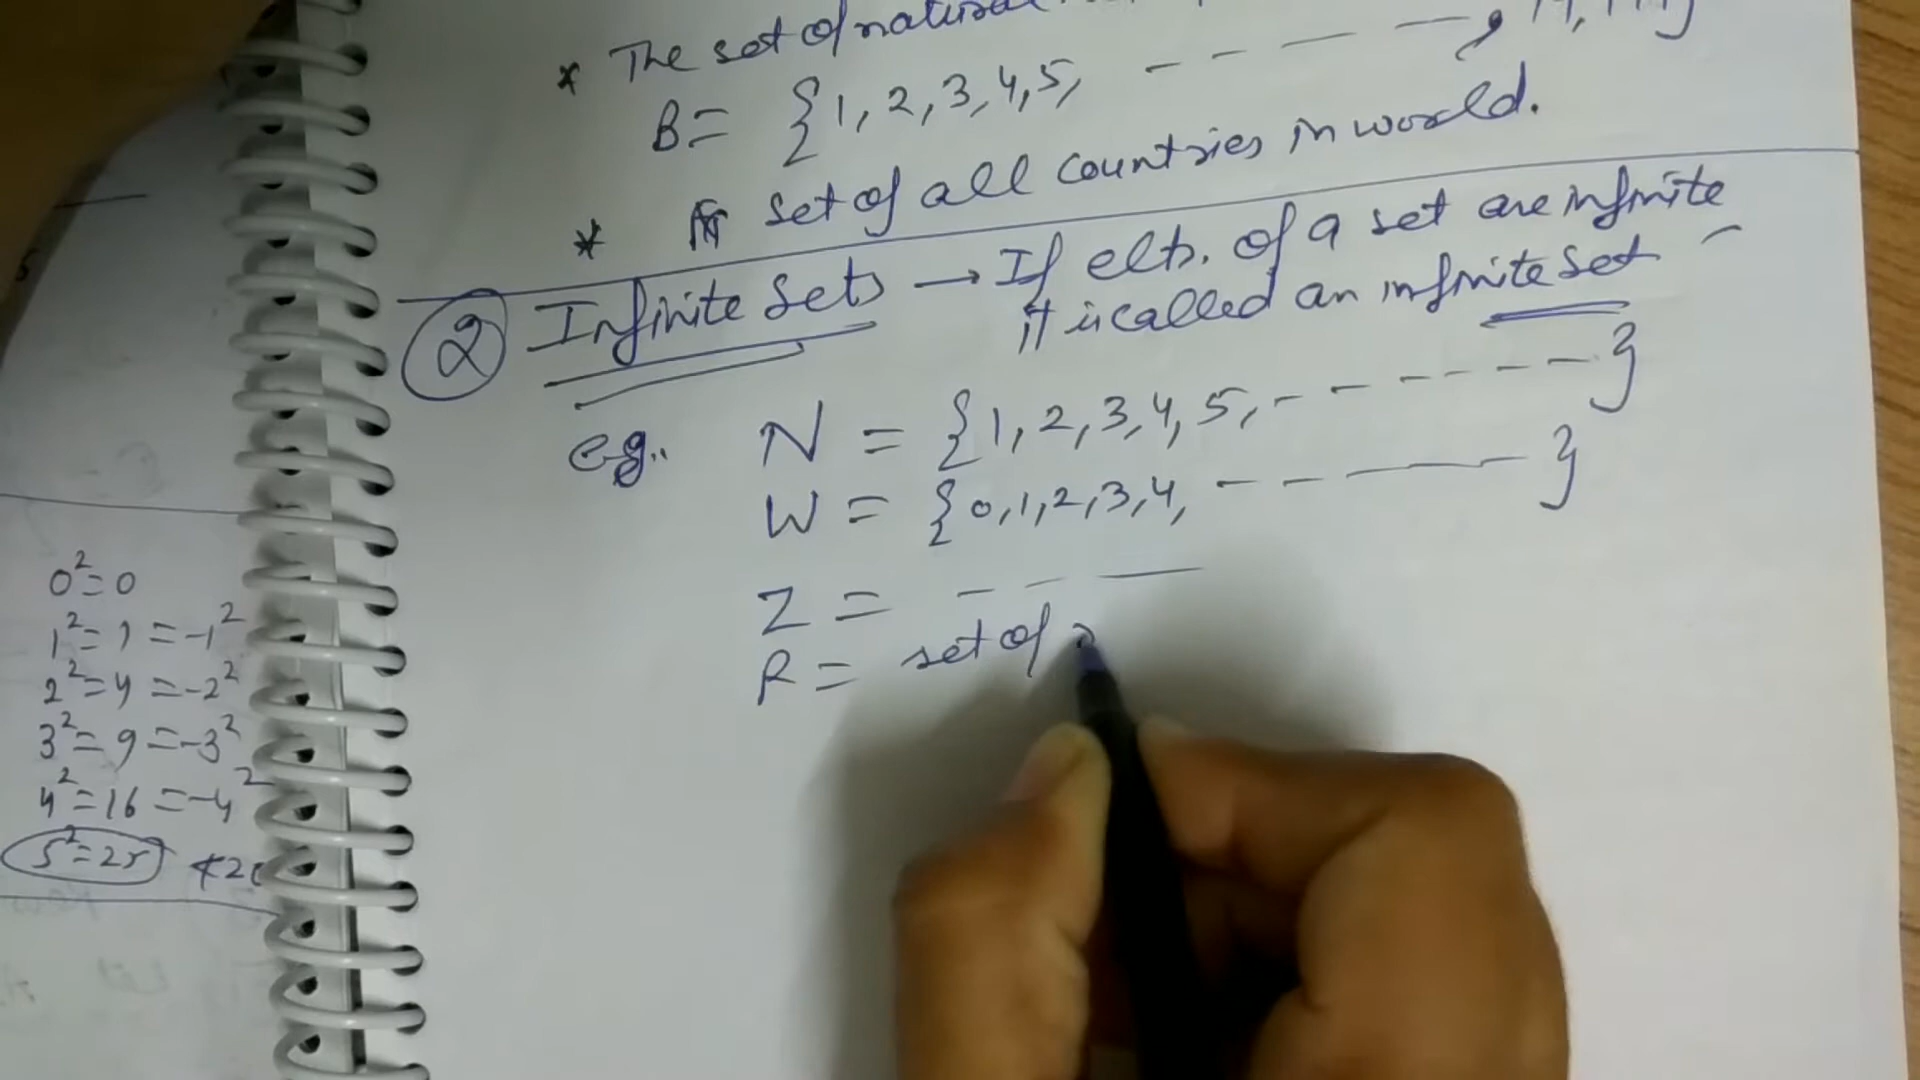 * The set of natural
B = {1, 2, 3, 4, 5, - - - - -,
* Set of all countries in world.
② Infinite Sets → If elts. of a set are infinite
it is called an infinite set
eg. N = {1, 2, 3, 4, 5, - - - - - - -}
W = {0, 1, 2, 3, 4, - - — —}
Z = - - —
R = set of
0² = 0
1² = 1 = -1²
2² = 4 = -2²
3² = 9 = -3²
4² = 16 = -4²
5² = 25